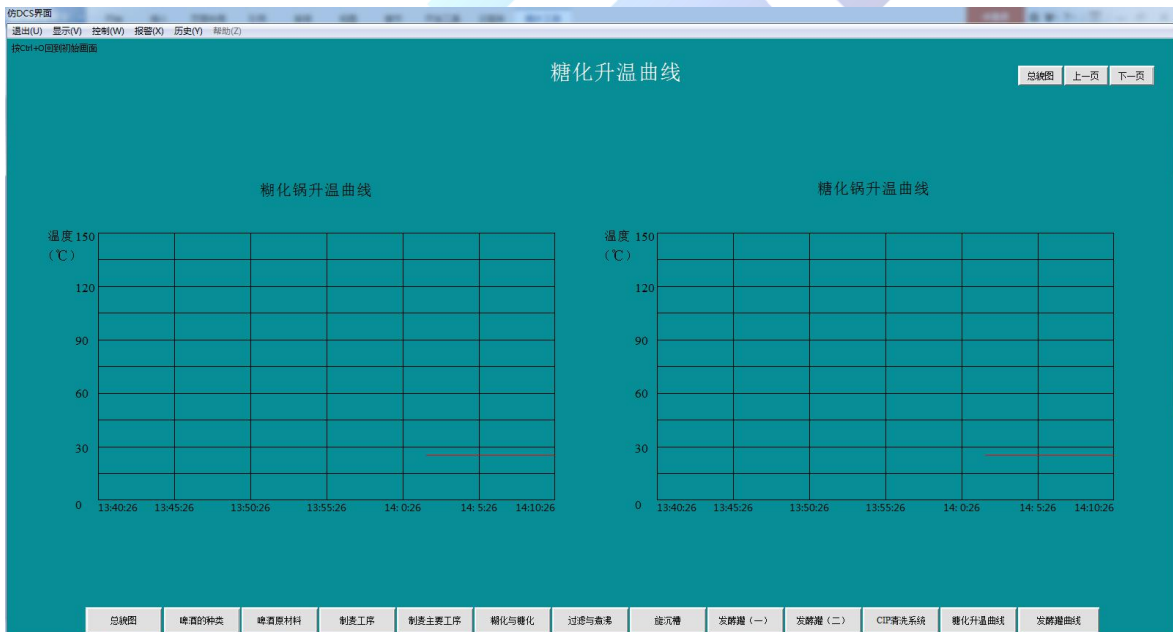 仿DCS界面
退出(U) 显示(V) 控制(W) 报警(X) 历史(Y) 帮助(Z)
按Ctrl+O回到初始画面
糖化升温曲线
总貌图 上一页 下一页
糊化锅升温曲线 糖化锅升温曲线
温度 150 温度 150
(℃) (℃)
120 120
90 90
60 60
30 30
0 13:40:26 13:45:26 13:50:26 13:55:26 14: 0:26 14: 5:26 14:10:26 0 13:40:26 13:45:26 13:50:26 13:55:26 14: 0:26 14: 5:26 14:10:26
总貌图 啤酒的种类 啤酒原材料 制麦工序 制麦主要工序 糊化与糖化 过滤与煮沸 旋沉槽 发酵罐（一） 发酵罐（二） CIP清洗系统 糖化升温曲线 发酵罐曲线